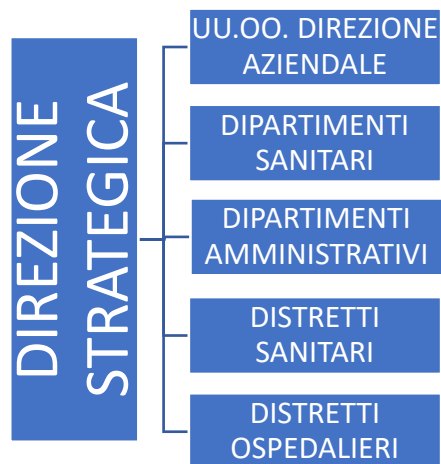 DIREZIONE
STRATEGICA
UU.OO. DIREZIONE
AZIENDALE
DIPARTIMENTI
SANITARI
DIPARTIMENTI
AMMINISTRATIVI
DISTRETTI
SANITARI
DISTRETTI
OSPEDALIERI